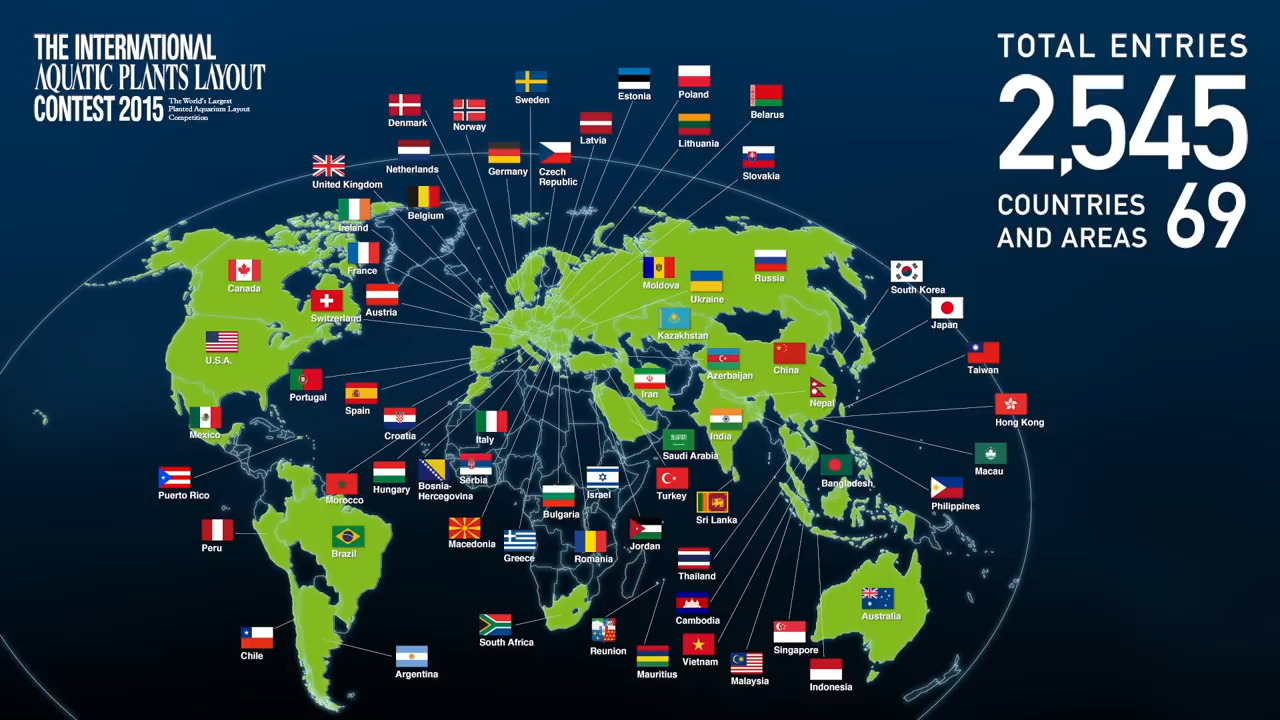 THE INTERNATIONAL
AQUATIC PLANTS LAYOUT
CONTEST 2015
The World's Largest
Planted Aquarium Layout
Competition
TOTAL ENTRIES
2,545
COUNTRIES
AND AREAS
69
Sweden
Estonia
Poland
Belarus
Denmark
Norway
Latvia
Lithuania
Netherlands
Germany
Czech
Republic
Slovakia
United Kingdom
Belgium
Ireland
France
Canada
Switzerland
Austria
Moldova
Ukraine
Russia
South Korea
Japan
Kazakhstan
U.S.A.
Azerbaijan
China
Taiwan
Portugal
Spain
Iran
Nepal
Hong Kong
Mexico
Croatia
Italy
India
Saudi Arabia
Macau
Puerto Rico
Morocco
Hungary
Bosnia-
Hercegovina
Serbia
Israel
Turkey
Bangladesh
Philippines
Bulgaria
Sri Lanka
Peru
Brazil
Macedonia
Greece
Romania
Jordan
Thailand
Cambodia
Australia
Chile
Argentina
South Africa
Reunion
Mauritius
Vietnam
Malaysia
Singapore
Indonesia